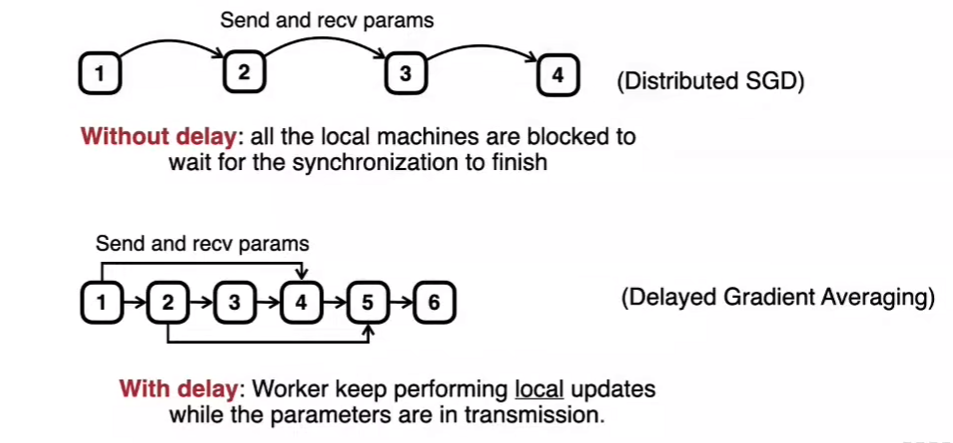 Send and recv params
1 2 3 4 (Distributed SGD)
Without delay: all the local machines are blocked to
wait for the synchronization to finish
Send and recv params
1 2 3 4 5 6 (Delayed Gradient Averaging)
With delay: Worker keep performing local updates
while the parameters are in transmission.